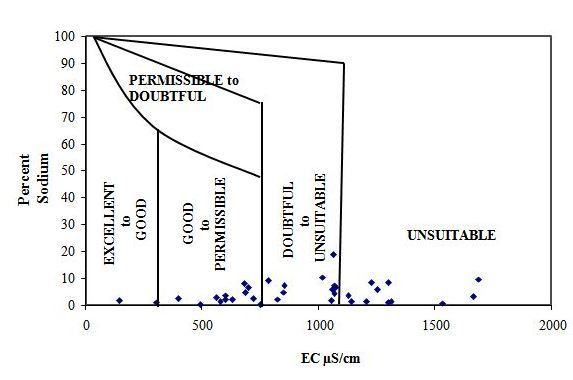 100
90
80
70
60
50
40
30
20
10
0
Percent
Sodium
PERMISSIBLE to
DOUBTFUL
EXCELLENT
to
GOOD
GOOD
to
PERMISSIBLE
DOUBTFUL
to
UNSUITABLE
UNSUITABLE
0 500 1000 1500 2000
EC µS/cm